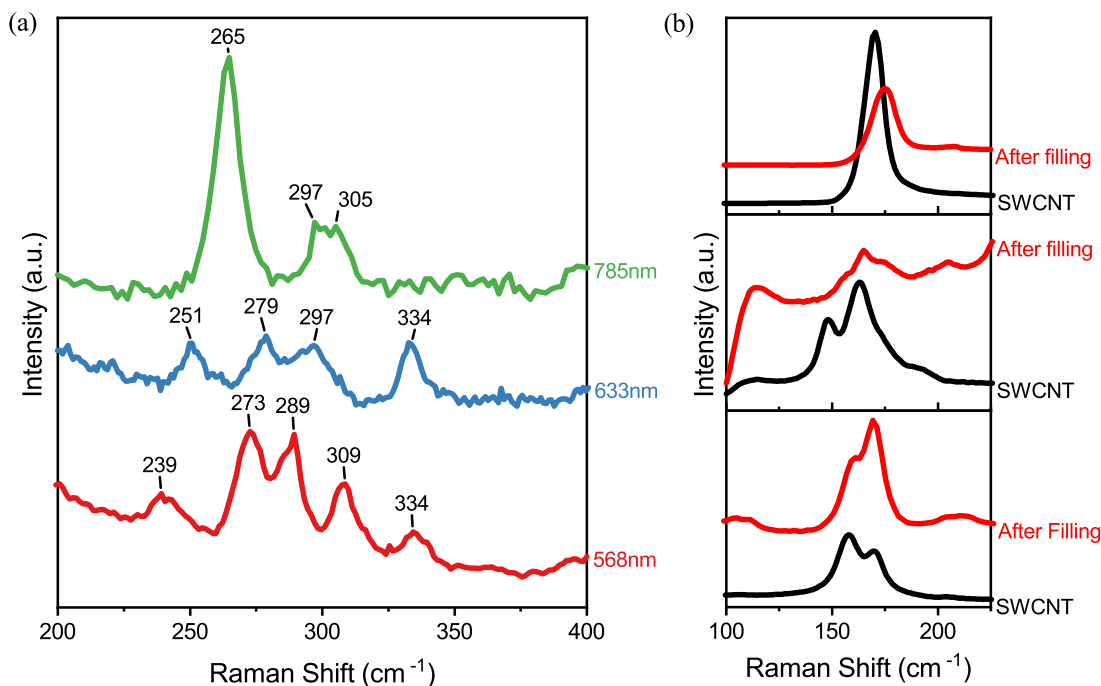 (a)
265
297
305
785nm
251
279
297
334
633nm
239
273
289
309
334
568nm
Intensity (a.u.)
200
250
300
350
400
Raman Shift (cm⁻¹)
(b)
After filling
SWCNT
After filling
SWCNT
After Filling
SWCNT
Intensity (a.u.)
100
150
200
Raman Shift (cm⁻¹)